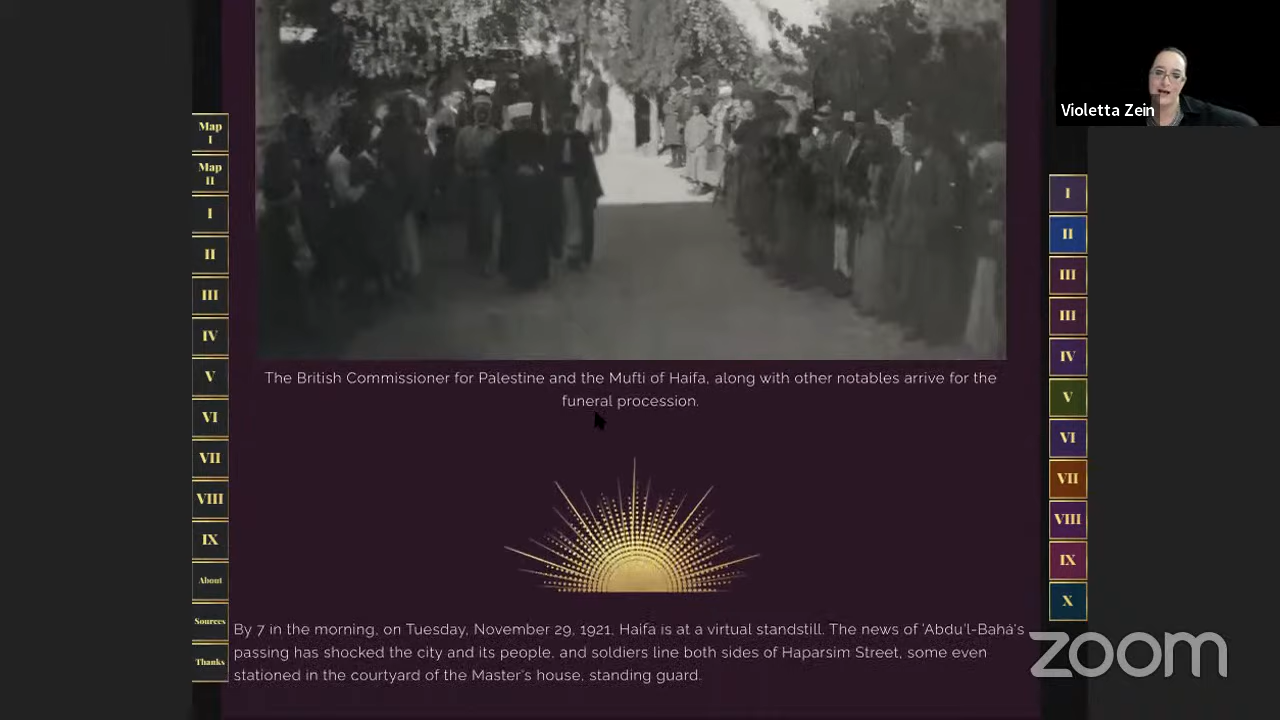 Violetta Zein
Map
I
Map
II
I
II
III
IV
V
VI
VII
VIII
IX
About
Sources
Thanks
I
II
III
III
IV
V
VI
VII
VIII
IX
X
The British Commissioner for Palestine and the Mufti of Haifa, along with other notables arrive for the
funeral procession.
By 7 in the morning, on Tuesday, November 29, 1921, Haifa is at a virtual standstill. The news of 'Abdu'l-Bahá's
passing has shocked the city and its people, and soldiers line both sides of Haparsim Street, some even
stationed in the courtyard of the Master's house, standing guard.
zoom